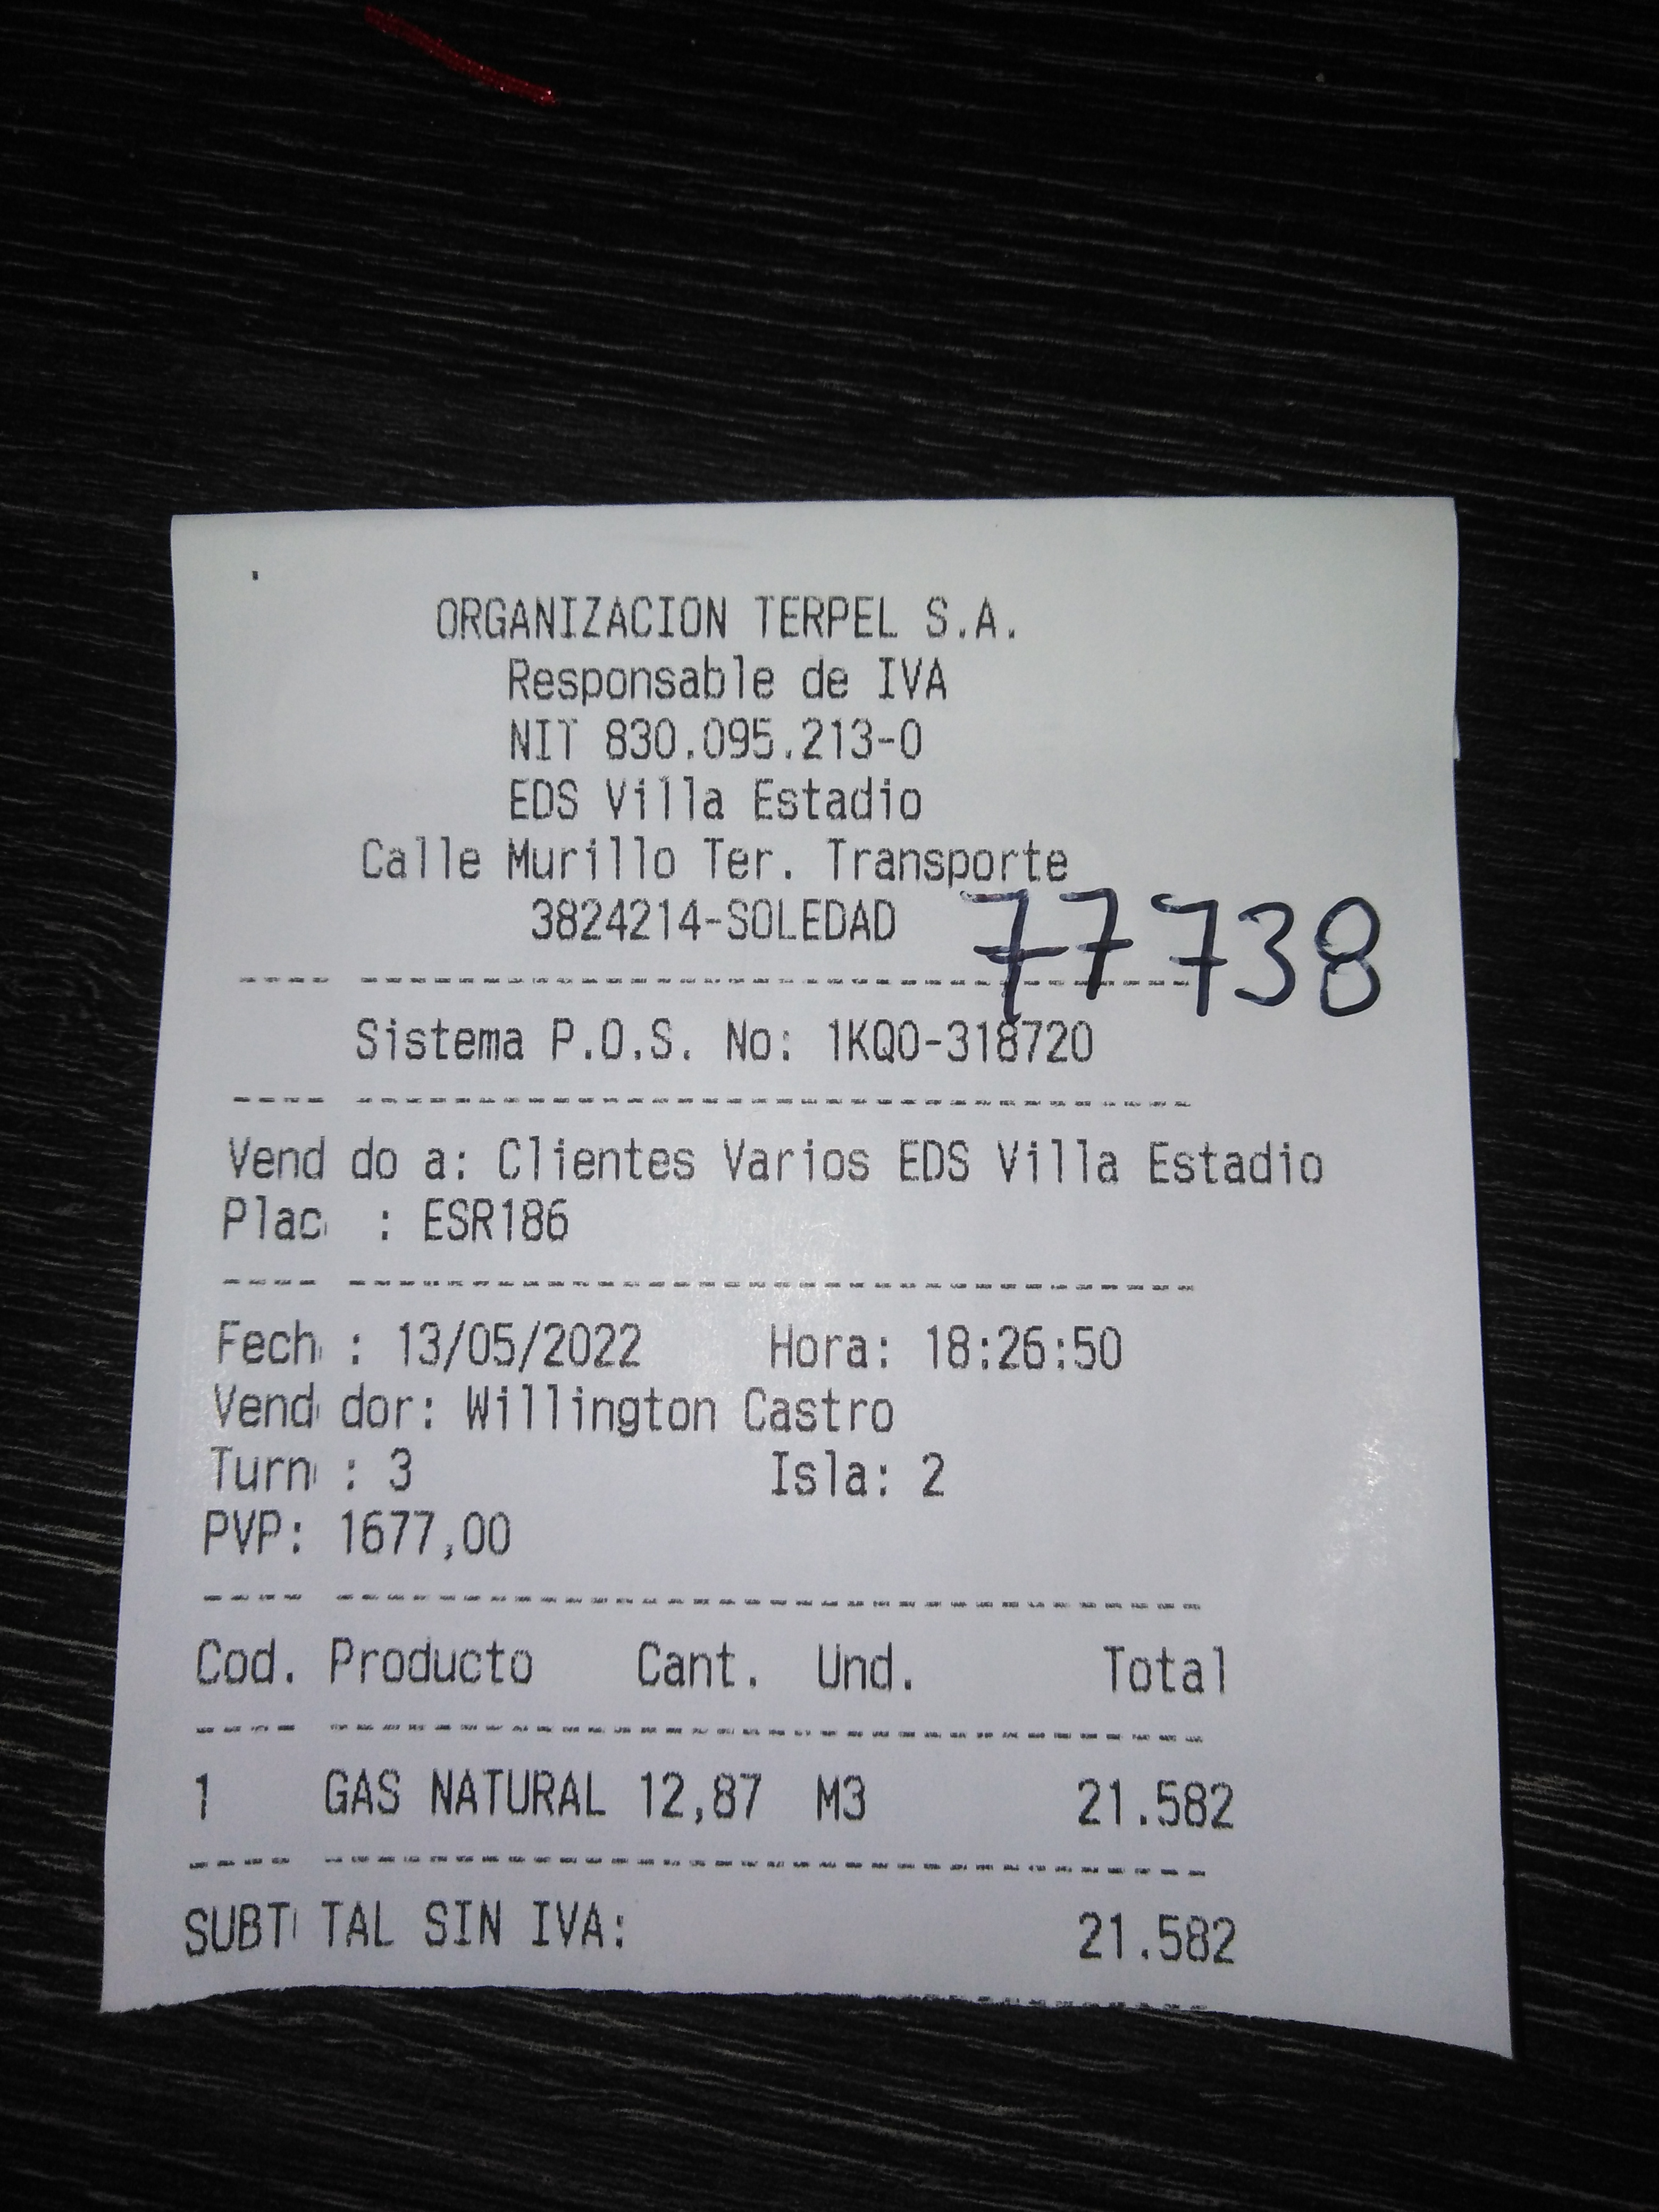 ORGANIZACION TERPEL S.A.
Responsable de IVA
NIT 830.095.213-0
EDS Villa Estadio
Calle Murillo Ter. Transporte
3824214-SOLEDAD 77738
Sistema P.O.S. No: 1KQ0-318720
Vend do a: Clientes Varios EDS Villa Estadio
Plac : ESR186
Fech : 13/05/2022 Hora: 18:26:50
Vend dor: Willington Castro
Turn : 3 Isla: 2
PVP: 1677,00
Cod. Producto Cant. Und. Total
1 GAS NATURAL 12,87 M3 21.582
SUBT TAL SIN IVA: 21.582